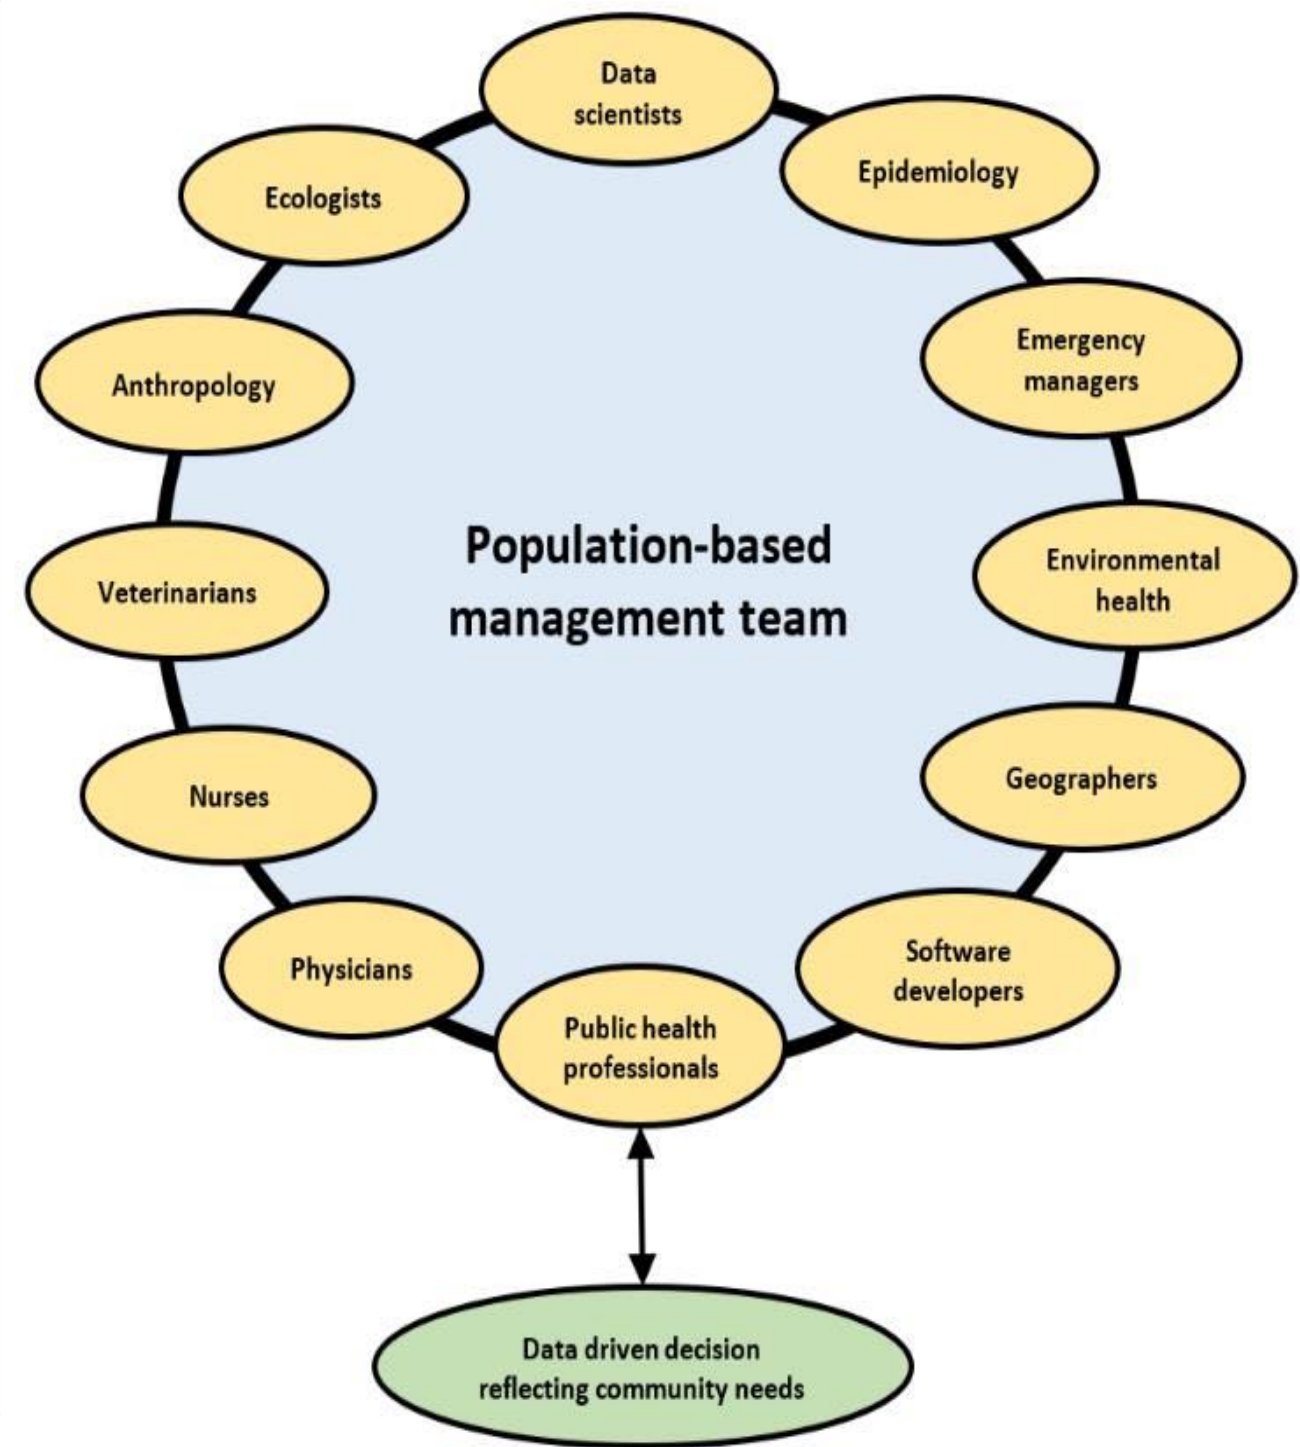 Data
scientists
Epidemiology
Ecologists
Emergency
managers
Anthropology
Population-based
management team
Environmental
health
Veterinarians
Geographers
Nurses
Software
developers
Physicians
Public health
professionals
Data driven decision
reflecting community needs